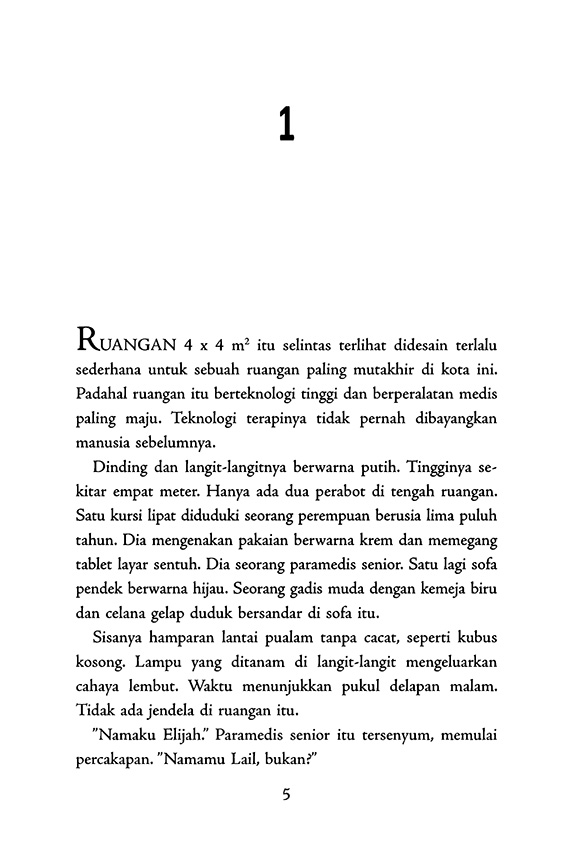 1
RUANGAN 4 x 4 m² itu selintas terlihat didesain terlalu
sederhana untuk sebuah ruangan paling mutakhir di kota ini.
Padahal ruangan itu berteknologi tinggi dan berperalatan medis
paling maju. Teknologi terapinya tidak pernah dibayangkan
manusia sebelumnya.
Dinding dan langit-langitnya berwarna putih. Tingginya se-
kitar empat meter. Hanya ada dua perabot di tengah ruangan.
Satu kursi lipat diduduki seorang perempuan berusia lima puluh
tahun. Dia mengenakan pakaian berwarna krem dan memegang
tablet layar sentuh. Dia seorang paramedis senior. Satu lagi sofa
pendek berwarna hijau. Seorang gadis muda dengan kemeja biru
dan celana gelap duduk bersandar di sofa itu.
Sisanya hamparan lantai pualam tanpa cacat, seperti kubus
kosong. Lampu yang ditanam di langit-langit mengeluarkan
cahaya lembut. Waktu menunjukkan pukul delapan malam.
Tidak ada jendela di ruangan itu.
”Namaku Elijah.” Paramedis senior itu tersenyum, memulai
percakapan. ”Namamu Lail, bukan?”
5